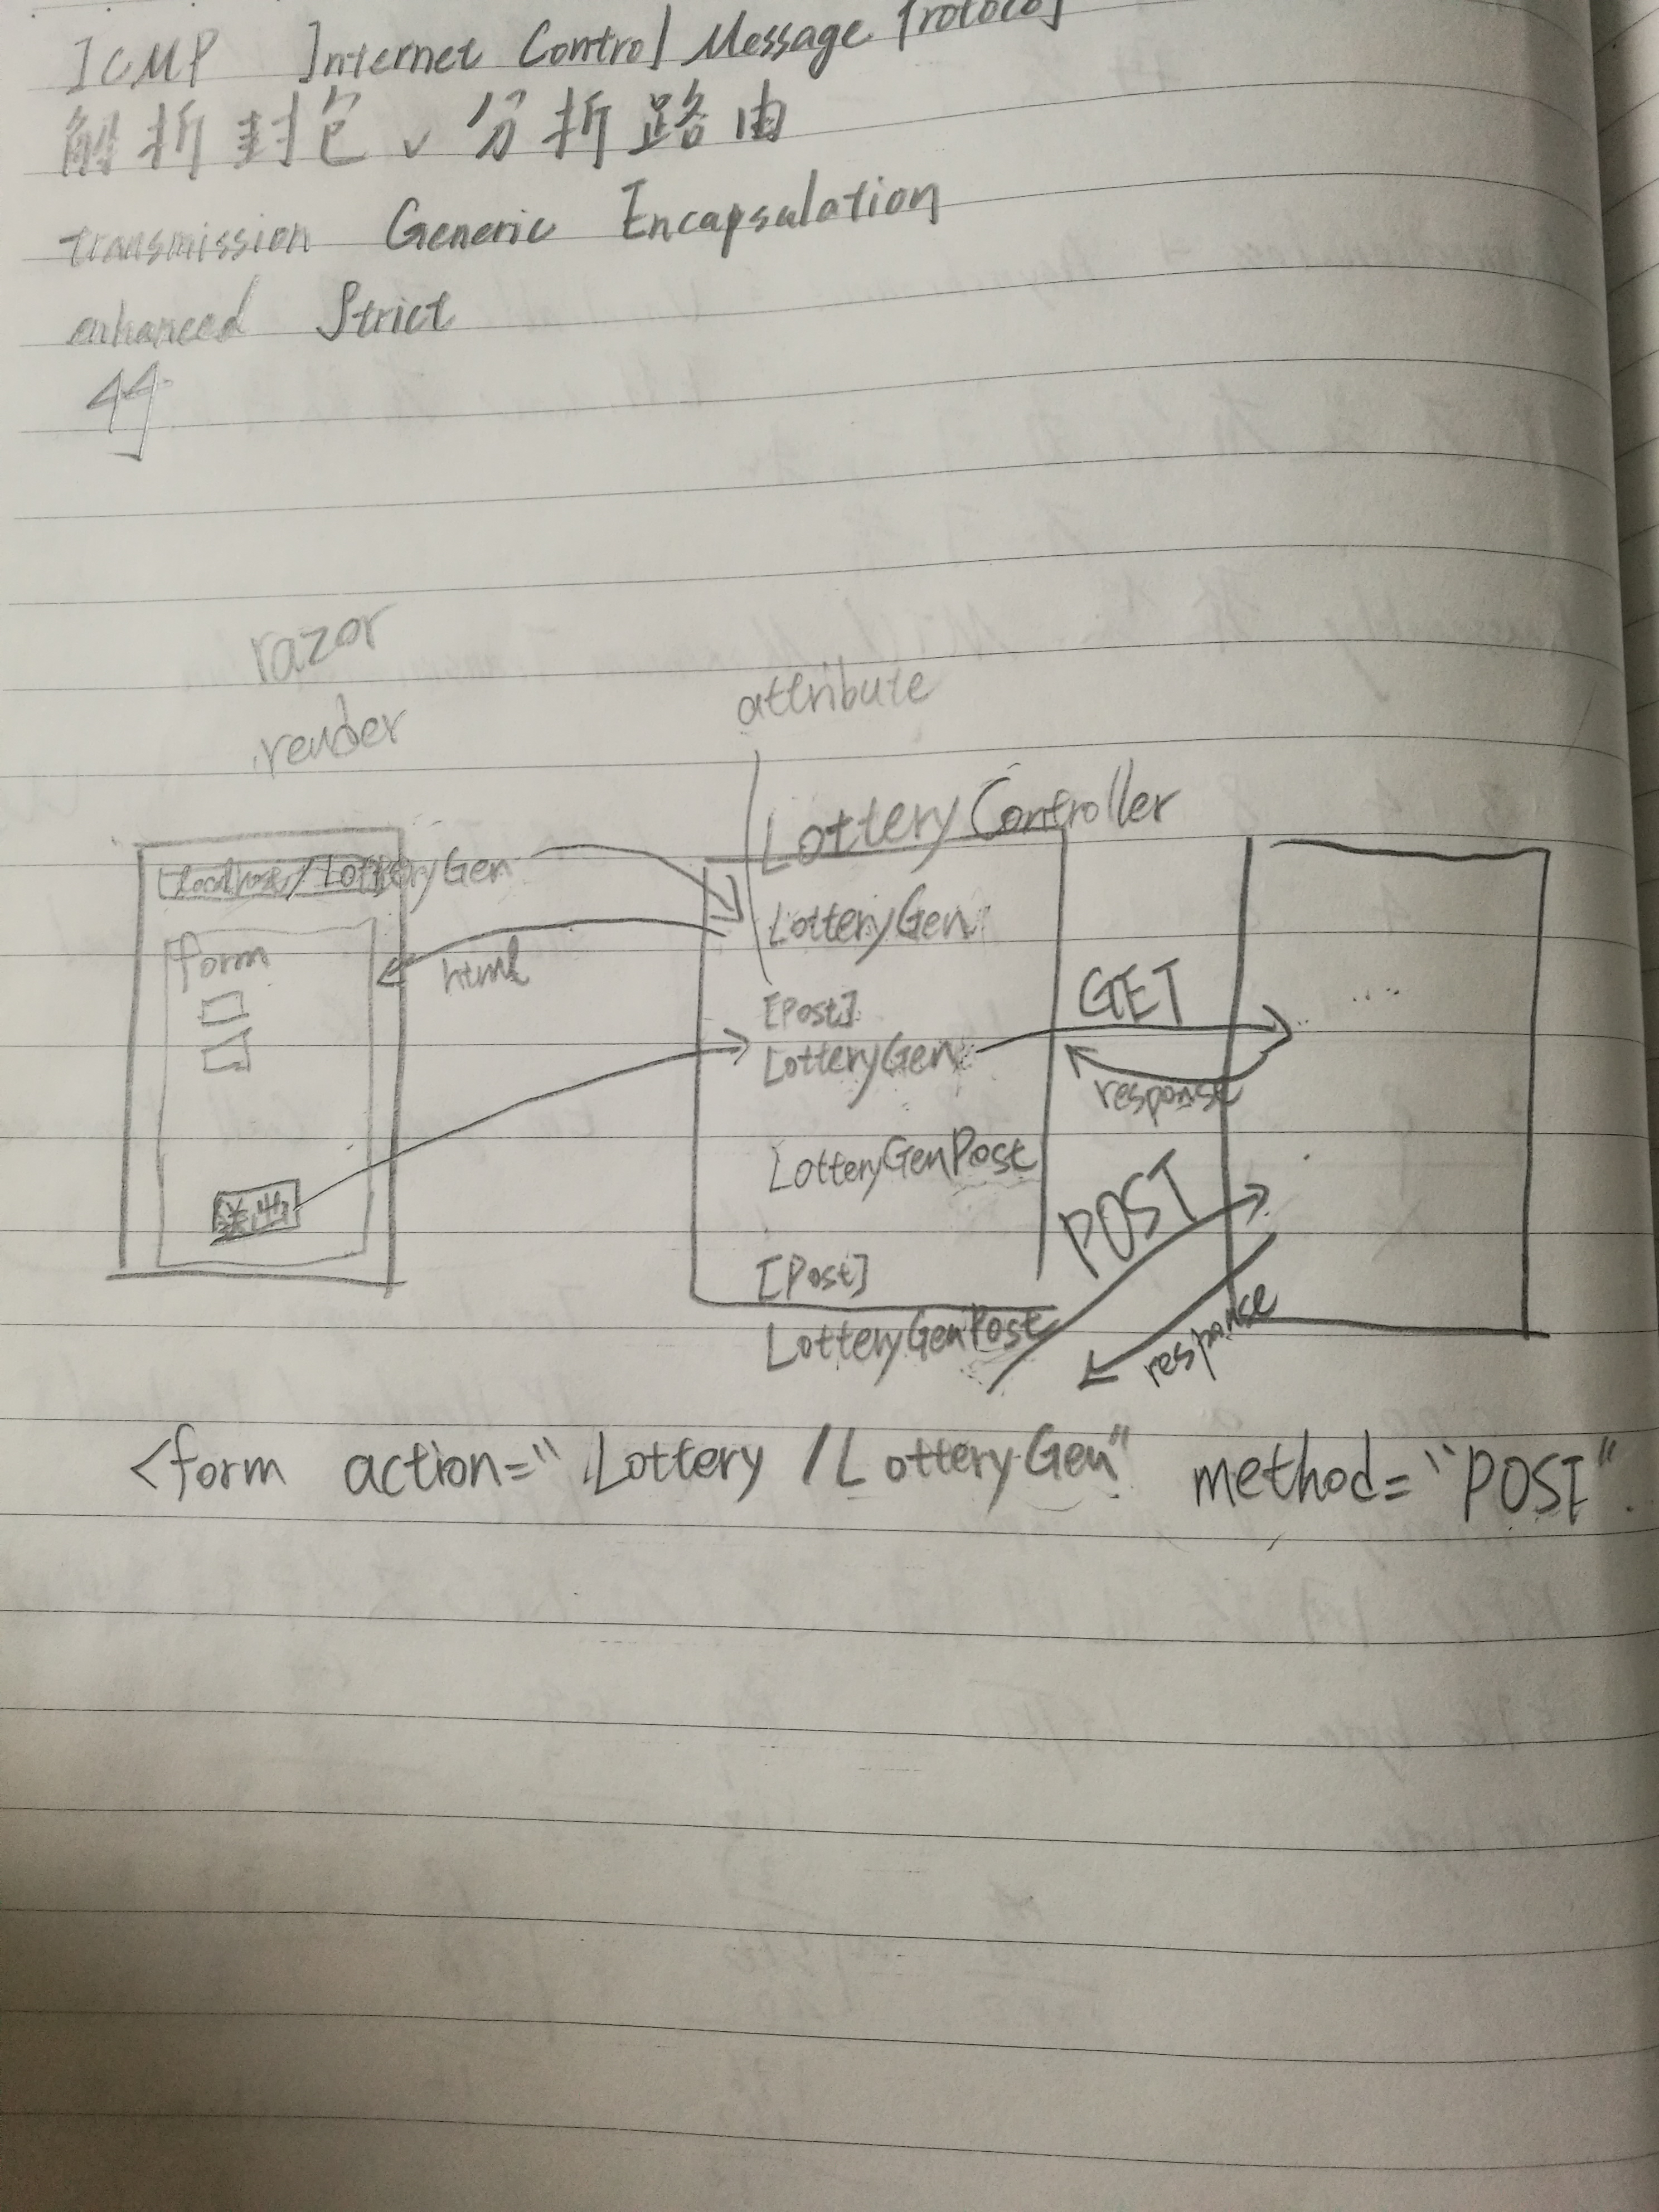 ICMP Internet Control Message Protocol
解析封包、分析路由
transmission Generic Encapsulation
enhanced Strict
44
razor
render
attribute
LotteryController
localhost/LotteryGen
LotteryGen
html
form
[Post]
LotteryGen
GET
response
LotteryGenPost
送出
POST
[Post]
LotteryGenPost
response
<form action="Lottery/LotteryGen" method="POST"